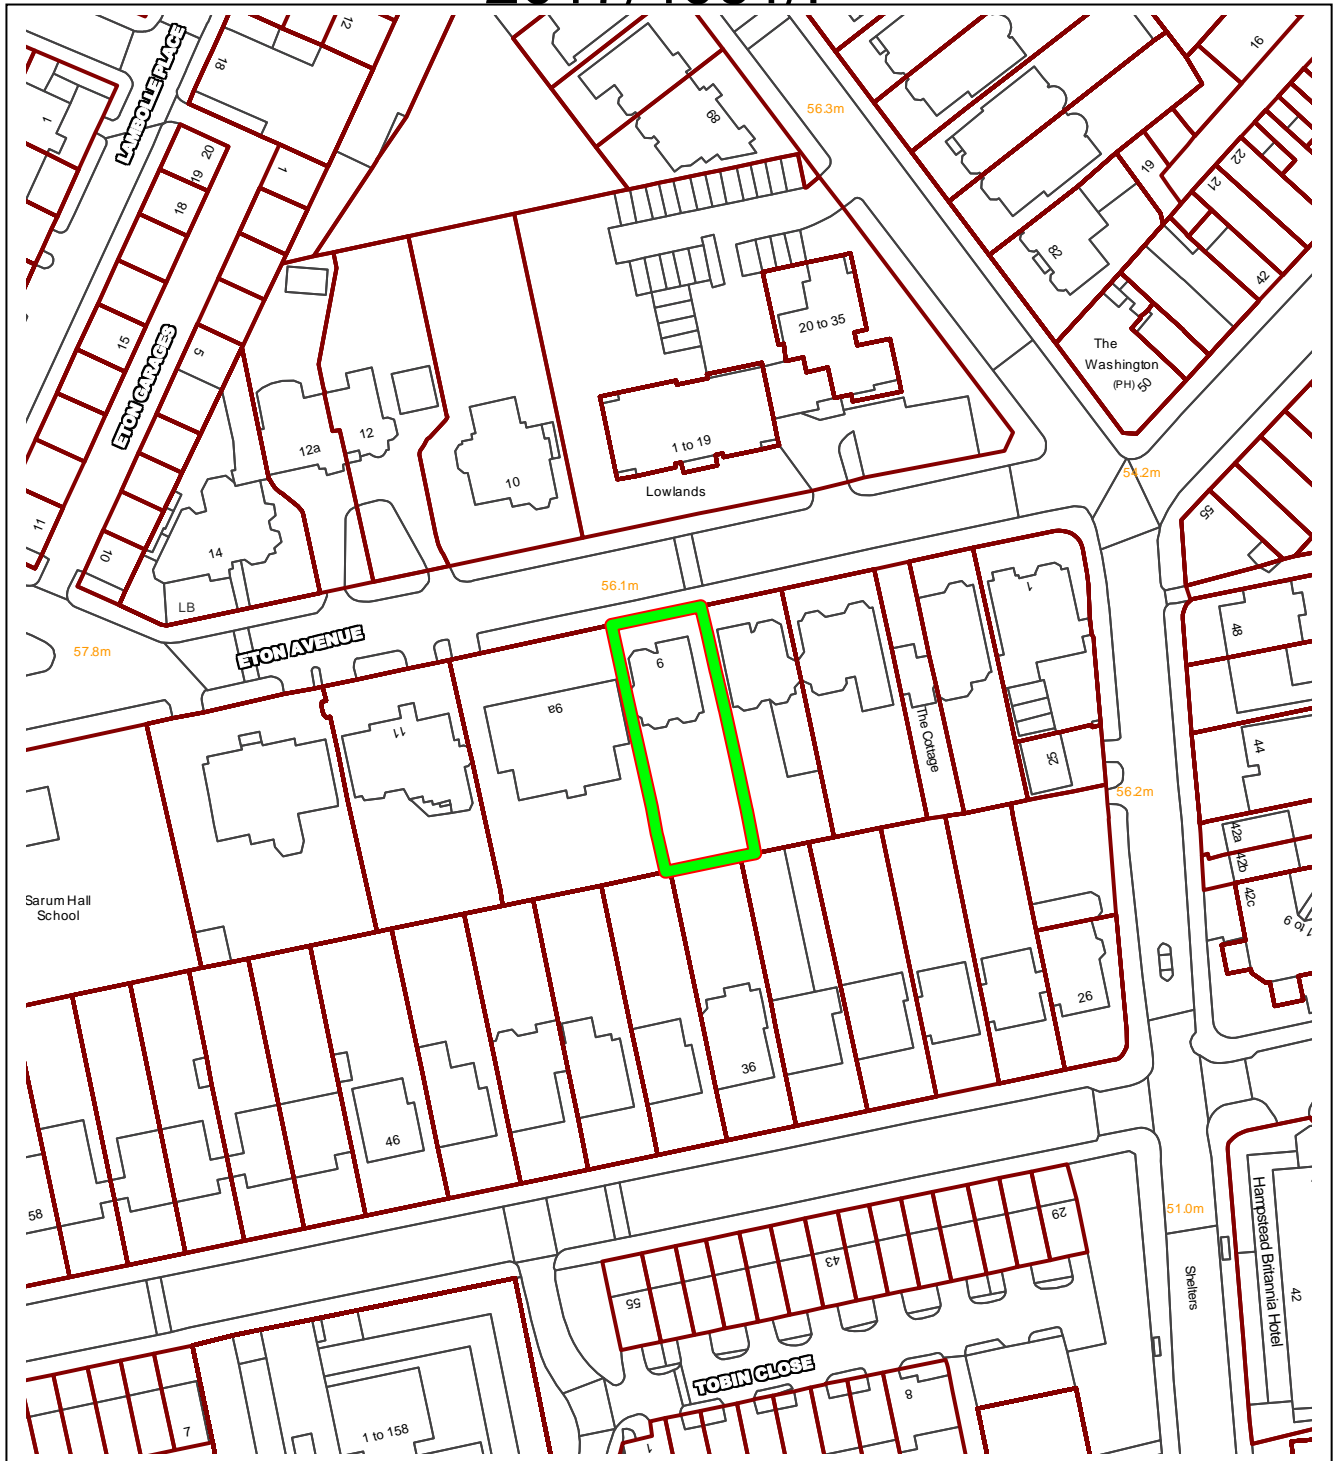 LAMBOLLE PLACE
18
12
1
20
19
18
1
15
5
ETON GARAGES
11
10
68
56.3m
16
19
22
21
42
82
The
Washington
(PH)
50
20 to 35
1 to 19
Lowlands
12a
12
10
14
LB
54.2m
55
56.1m
57.8m
ETON AVENUE
6
9a
11
1
The Cottage
25
48
44
56.2m
42a
42b
42c
Sarum Hall
School
26
36
46
58
51.0m
29
43
55
Shelters
Hampstead Britannia Hotel
42
TOBIN CLOSE
8
7
1 to 158
1